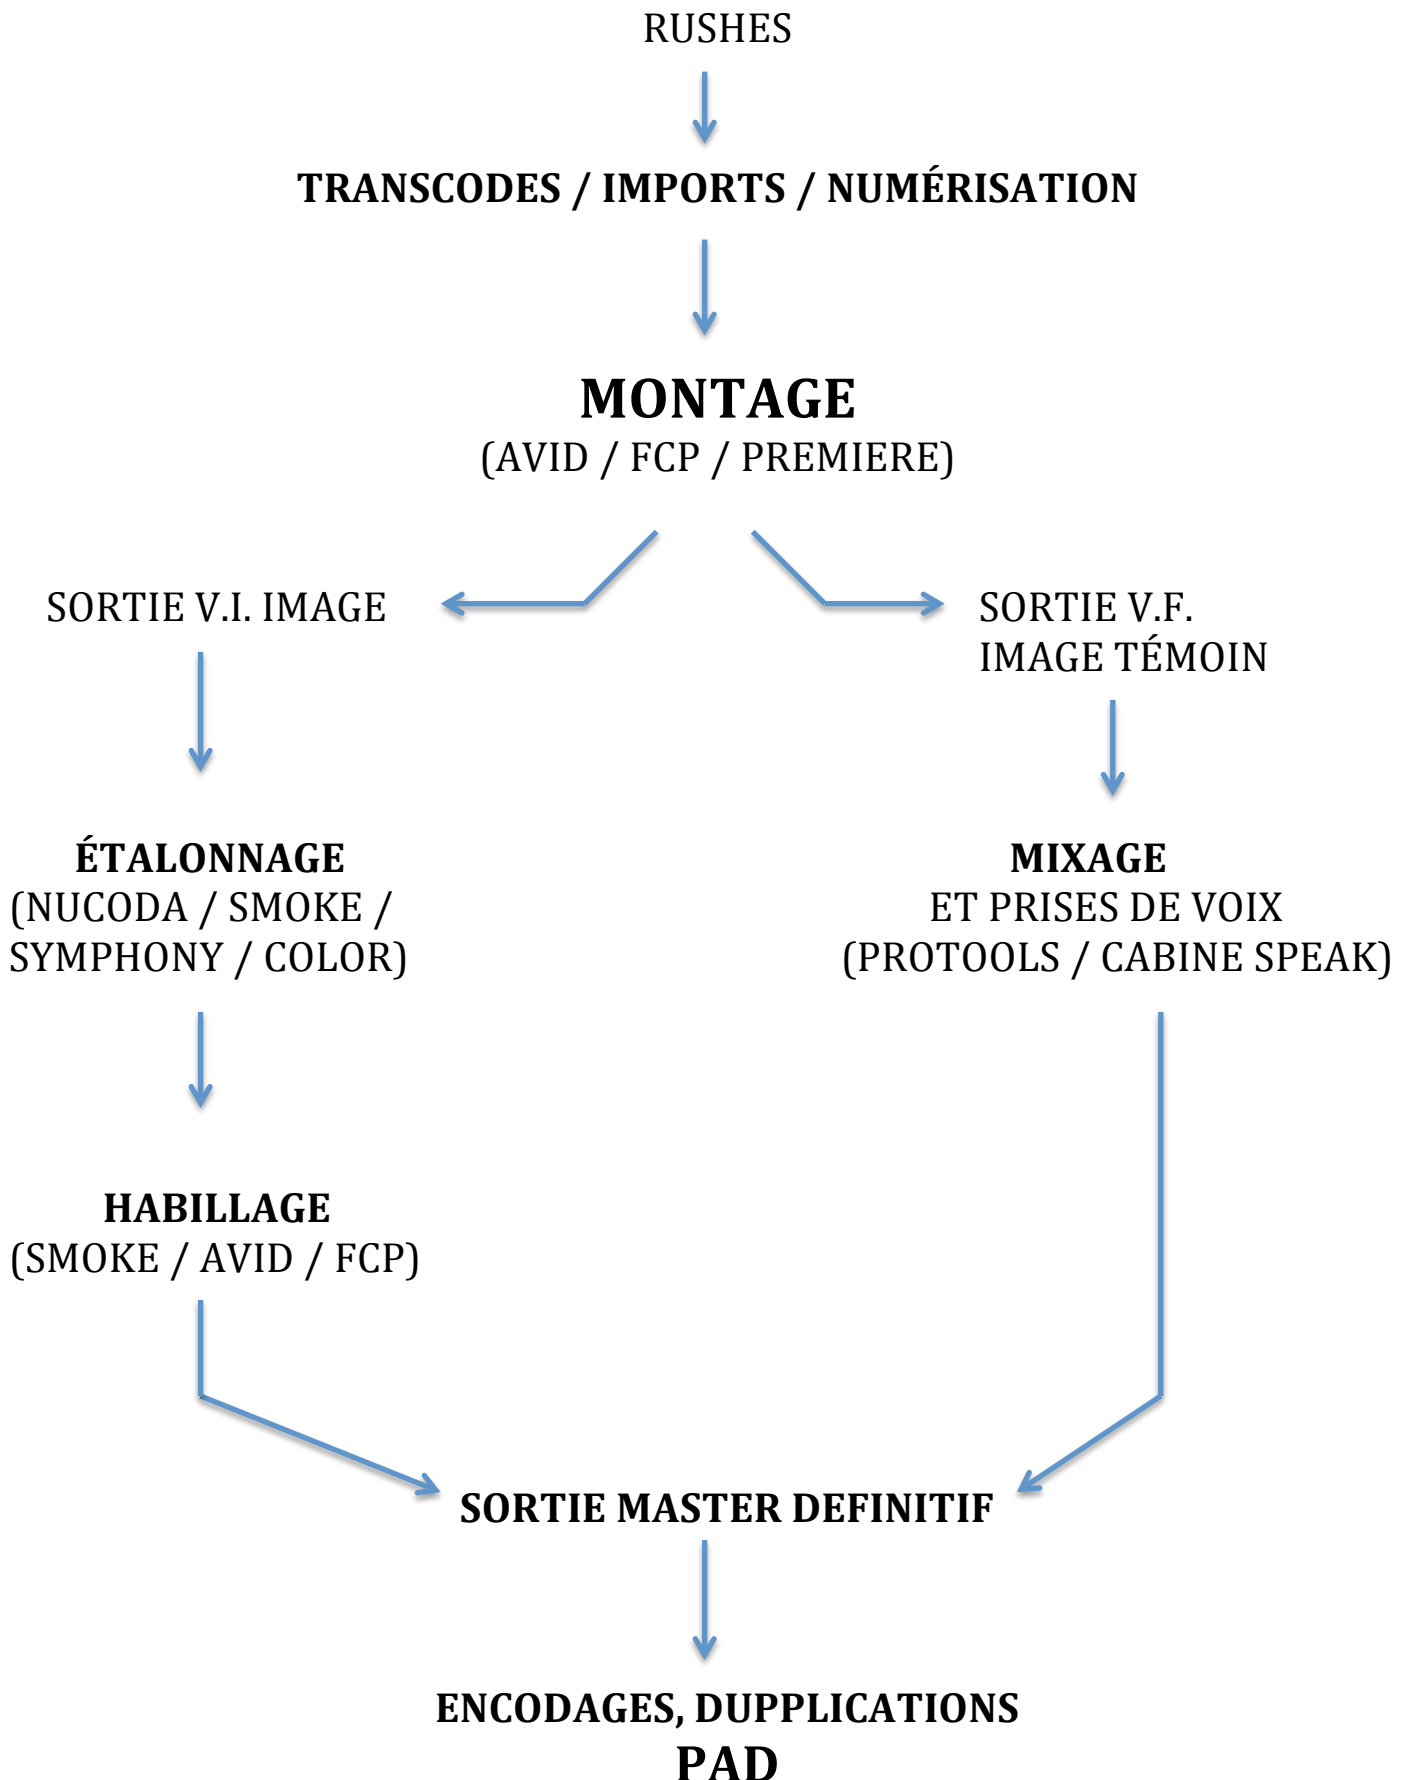 RUSHES
TRANSCODES / IMPORTS / NUMÉRISATION
MONTAGE
(AVID / FCP / PREMIERE)
SORTIE V.I. IMAGE
SORTIE V.F.
IMAGE TÉMOIN
ÉTALONNAGE
(NUCODA / SMOKE /
SYMPHONY / COLOR)
MIXAGE
ET PRISES DE VOIX
(PROTOOLS / CABINE SPEAK)
HABILLAGE
(SMOKE / AVID / FCP)
SORTIE MASTER DEFINITIF
ENCODAGES, DUPPLICATIONS
PAD